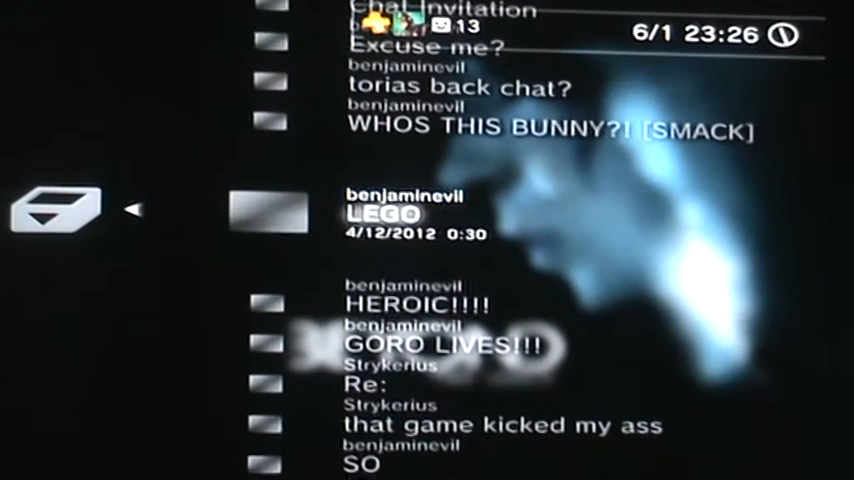 Chat Invitation
13
6/1 23:26
Excuse me?
benjaminevil
torias back chat?
benjaminevil
WHOS THIS BUNNY?! [SMACK]
benjaminevil
LEGO
4/12/2012 0:30
benjaminevil
HEROIC!!!!
benjaminevil
GORO LIVES!!!
Strykerius
Re:
Strykerius
that game kicked my ass
benjaminevil
SO